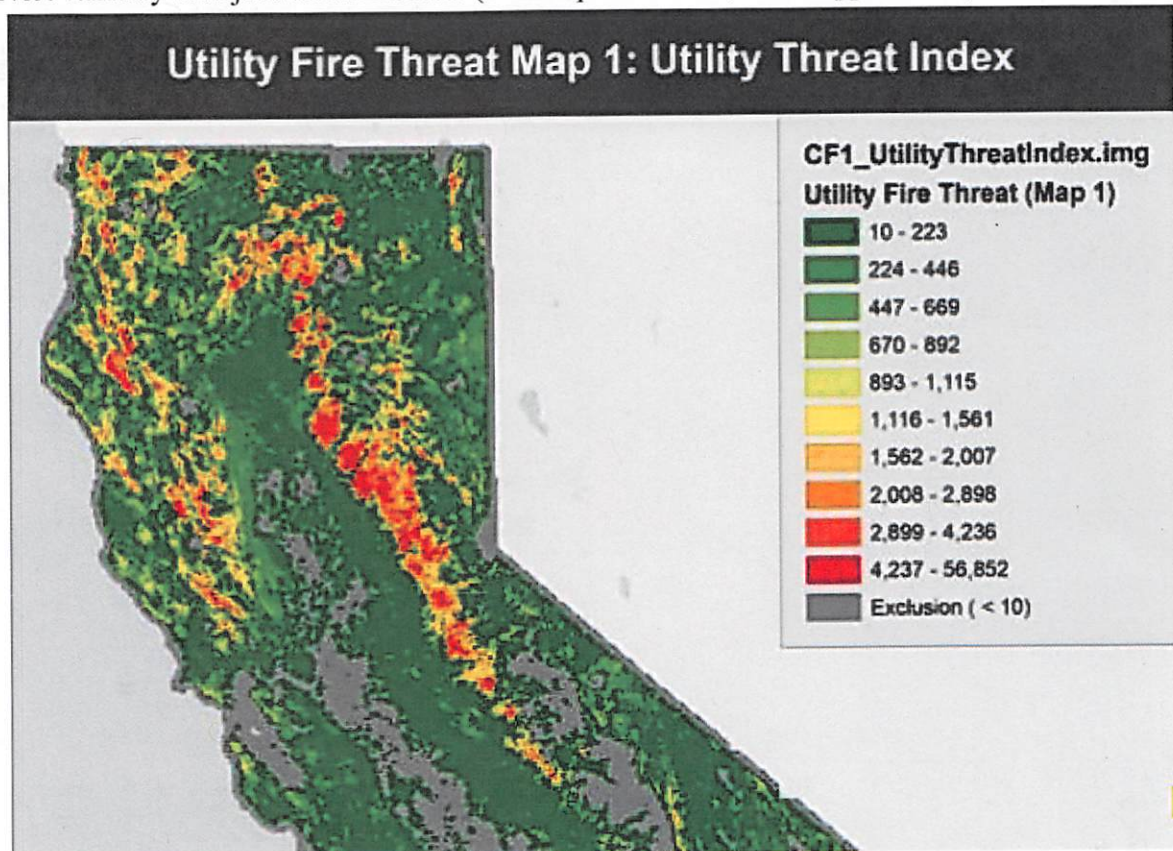 Utility Fire Threat Map 1: Utility Threat Index
CF1_UtilityThreatIndex.img
Utility Fire Threat (Map 1)
10 - 223
224 - 446
447 - 669
670 - 892
893 - 1,115
1,116 - 1,561
1,562 - 2,007
2,008 - 2,898
2,899 - 4,236
4,237 - 56,852
Exclusion ( < 10)